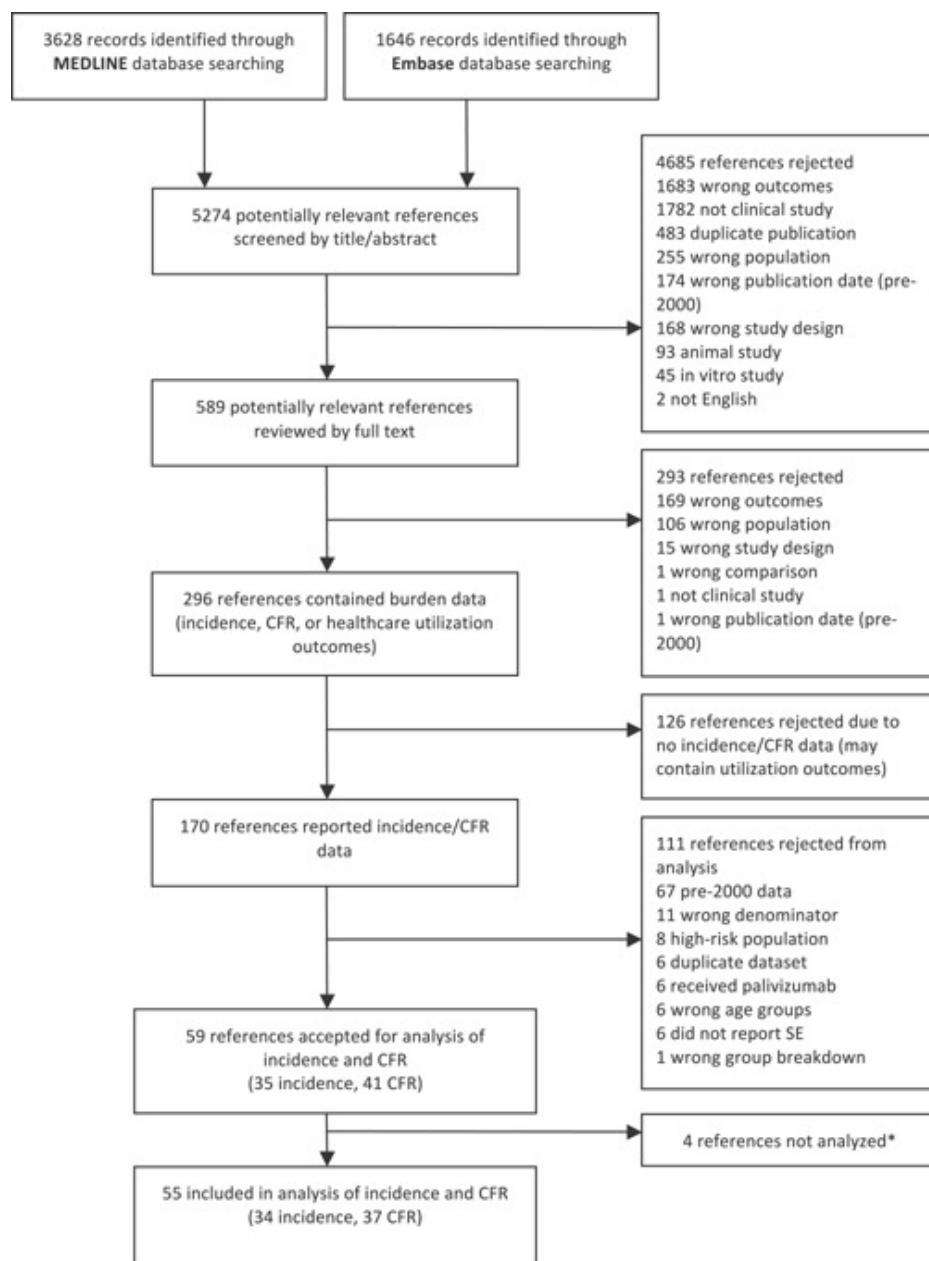 3628 records identified through
MEDLINE database searching
1646 records identified through
Embase database searching
5274 potentially relevant references
screened by title/abstract
4685 references rejected
1683 wrong outcomes
1782 not clinical study
483 duplicate publication
255 wrong population
174 wrong publication date (pre-
2000)
168 wrong study design
93 animal study
45 in vitro study
2 not English
589 potentially relevant references
reviewed by full text
293 references rejected
169 wrong outcomes
106 wrong population
15 wrong study design
1 wrong comparison
1 not clinical study
1 wrong publication date (pre-
2000)
296 references contained burden data
(incidence, CFR, or healthcare utilization
outcomes)
126 references rejected due to
no incidence/CFR data (may
contain utilization outcomes)
170 references reported incidence/CFR
data
111 references rejected from
analysis
67 pre-2000 data
11 wrong denominator
8 high-risk population
6 duplicate dataset
6 received palivizumab
6 wrong age groups
6 did not report SE
1 wrong group breakdown
59 references accepted for analysis of
incidence and CFR
(35 incidence, 41 CFR)
4 references not analyzed*
55 included in analysis of incidence and CFR
(34 incidence, 37 CFR)